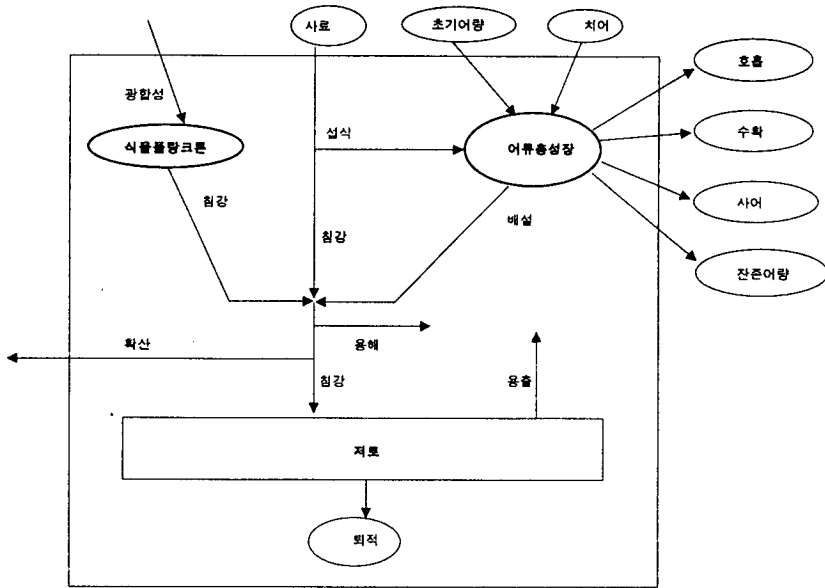 사료
초기어량
치어
호흡
광합성
섭식
식물플랑크톤
어류총성장
수확
침강
사어
배설
침강
잔존어량
확산
용해
침강
용출
저토
퇴적